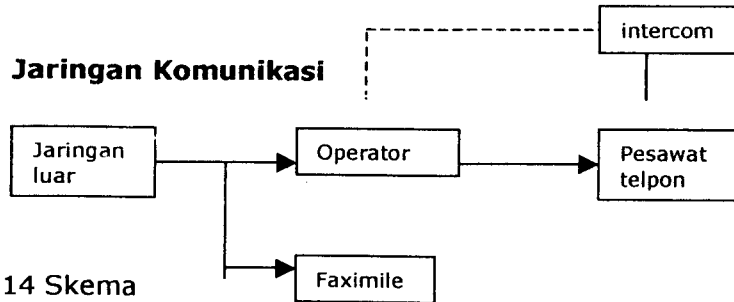 intercom
Jaringan Komunikasi
Jaringan
luar
Operator
Pesawat
telpon
Faximile
14 Skema